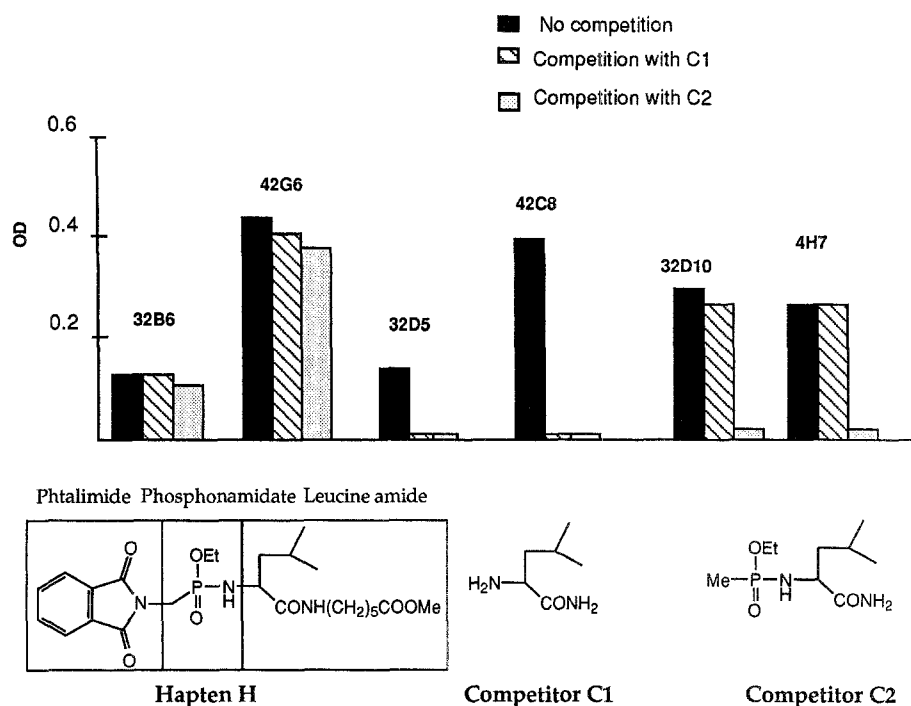 No competition
Competition with C1
Competition with C2
0.6
0.4
0.2
OD
32B6
42G6
32D5
42C8
32D10
4H7
Phtalimide Phosphonamidate Leucine amide
O
N
O
OEt
P
O
N
H
CONH(CH2)5COOMe
H2N
CONH2
OEt
Me
P
O
N
H
CONH2
Hapten H
Competitor C1
Competitor C2